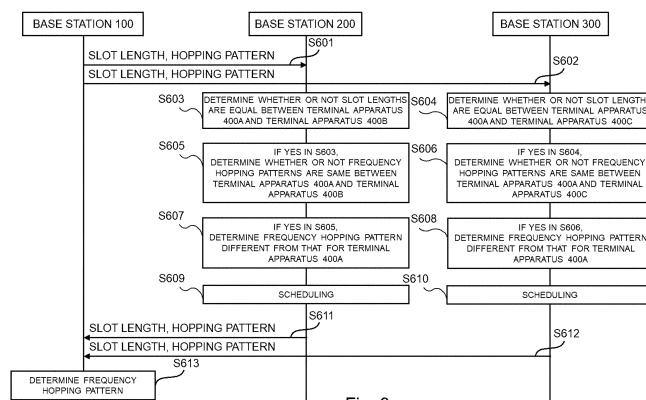 BASE STATION 100
BASE STATION 200
BASE STATION 300
SLOT LENGTH, HOPPING PATTERN
S601
SLOT LENGTH, HOPPING PATTERN
S602
S603
DETERMINE WHETHER OR NOT SLOT LENGTHS
ARE EQUAL BETWEEN TERMINAL APPARATUS
400A AND TERMINAL APPARATUS 400B
S604
DETERMINE WHETHER OR NOT SLOT LENGTHS
ARE EQUAL BETWEEN TERMINAL APPARATUS
400A AND TERMINAL APPARATUS 400C
S605
IF YES IN S603,
DETERMINE WHETHER OR NOT FREQUENCY
HOPPING PATTERNS ARE SAME BETWEEN
TERMINAL APPARATUS 400A AND TERMINAL
APPARATUS 400B
S606
IF YES IN S604,
DETERMINE WHETHER OR NOT FREQUENCY
HOPPING PATTERNS ARE SAME BETWEEN
TERMINAL APPARATUS 400A AND TERMINAL
APPARATUS 400C
S607
IF YES IN S605,
DETERMINE FREQUENCY HOPPING PATTERN
DIFFERENT FROM THAT FOR TERMINAL
APPARATUS 400A
S608
IF YES IN S606,
DETERMINE FREQUENCY HOPPING PATTERN
DIFFERENT FROM THAT FOR TERMINAL
APPARATUS 400A
S609
SCHEDULING
S610
SCHEDULING
SLOT LENGTH, HOPPING PATTERN
S611
SLOT LENGTH, HOPPING PATTERN
S612
S613
DETERMINE FREQUENCY
HOPPING PATTERN